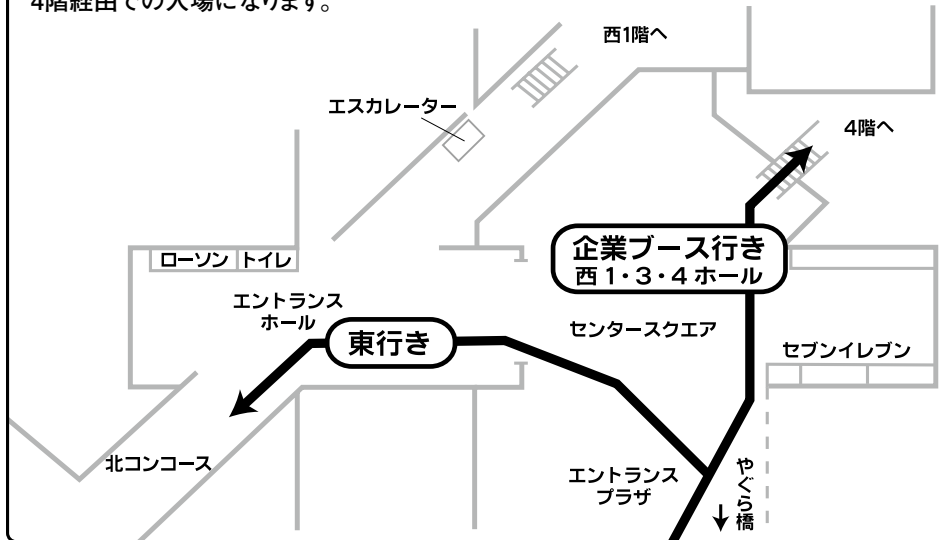 4階経由での入場になります。
西1階へ
エスカレーター
4階へ
企業ブース行き
西1・3・4ホール
ローソン
トイレ
エントランス
ホール
東行き
センタースクエア
セブンイレブン
北コンコース
エントランス
プラザ
やぐら橋